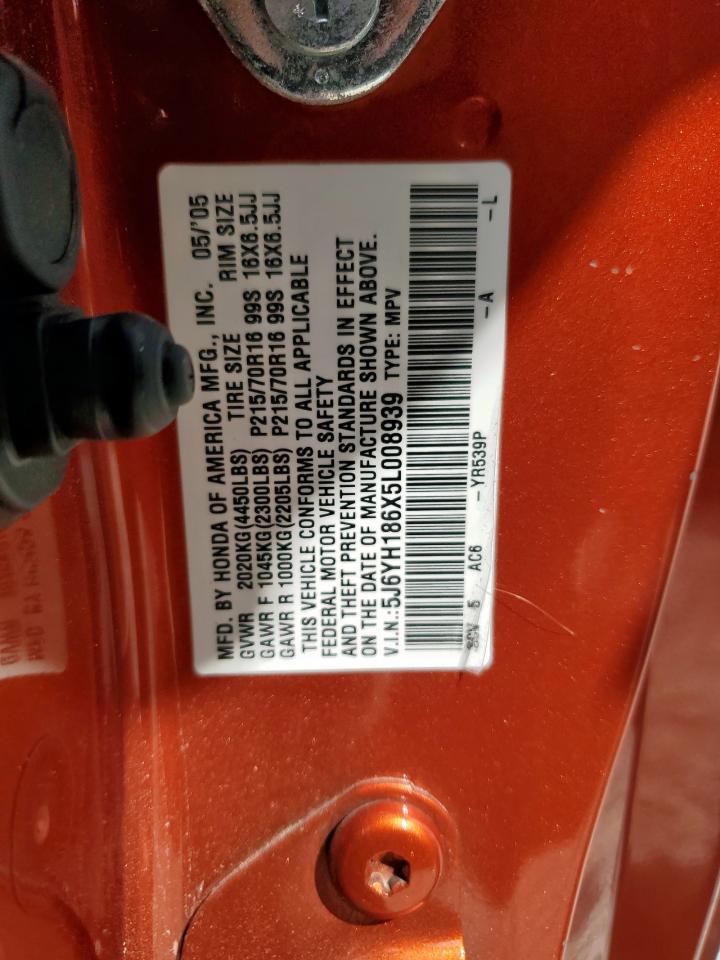 MFD. BY HONDA OF AMERICA MFG., INC. 05/'05
GVWR 2020KG(4450LBS) TIRE SIZE RIM SIZE
GAWR F 1045KG(2300LBS) P215/70R16 99S 16X6.5JJ
GAWR R 1000KG(2205LBS) P215/70R16 99S 16X6.5JJ
THIS VEHICLE CONFORMS TO ALL APPLICABLE
FEDERAL MOTOR VEHICLE SAFETY
AND THEFT PREVENTION STANDARDS IN EFFECT
ON THE DATE OF MANUFACTURE SHOWN ABOVE.
V.I.N.:5J6YH186X5L008939 TYPE: MPV
5 AC6 -YR539P -A -L